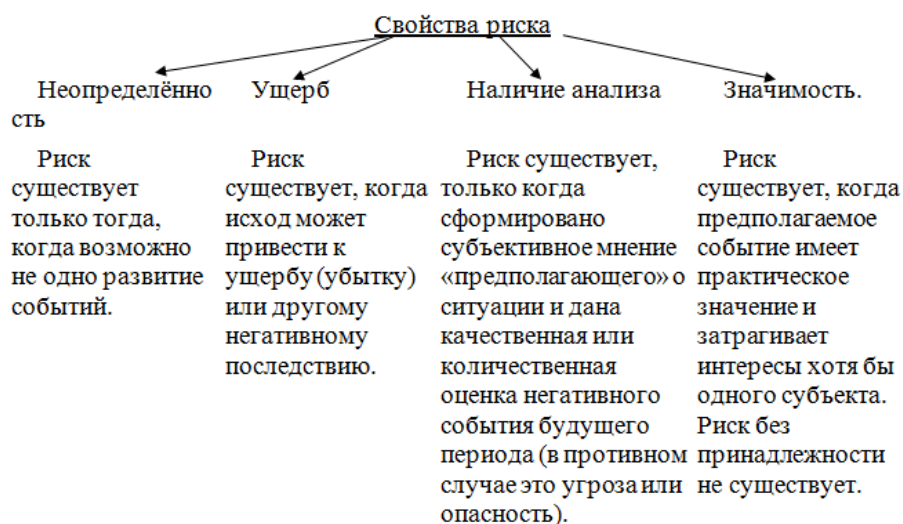 Свойства риска
Неопределённо
сть
Ущерб
Наличие анализа
Значимость.
Риск
существует
только тогда,
когда возможно
не одно развитие
событий.
Риск
существует, когда
исход может
привести к
ущербу (убытку)
или другому
негативному
последствию.
Риск существует,
только когда
сформировано
субъективное мнение
«предполагающего» о
ситуации и дана
качественная или
количественная
оценка негативного
события будущего
периода (в противном
случае это угроза или
опасность).
Риск
существует, когда
предполагаемое
событие имеет
практическое
значение и
затрагивает
интересы хотя бы
одного субъекта.
Риск без
принадлежности
не существует.